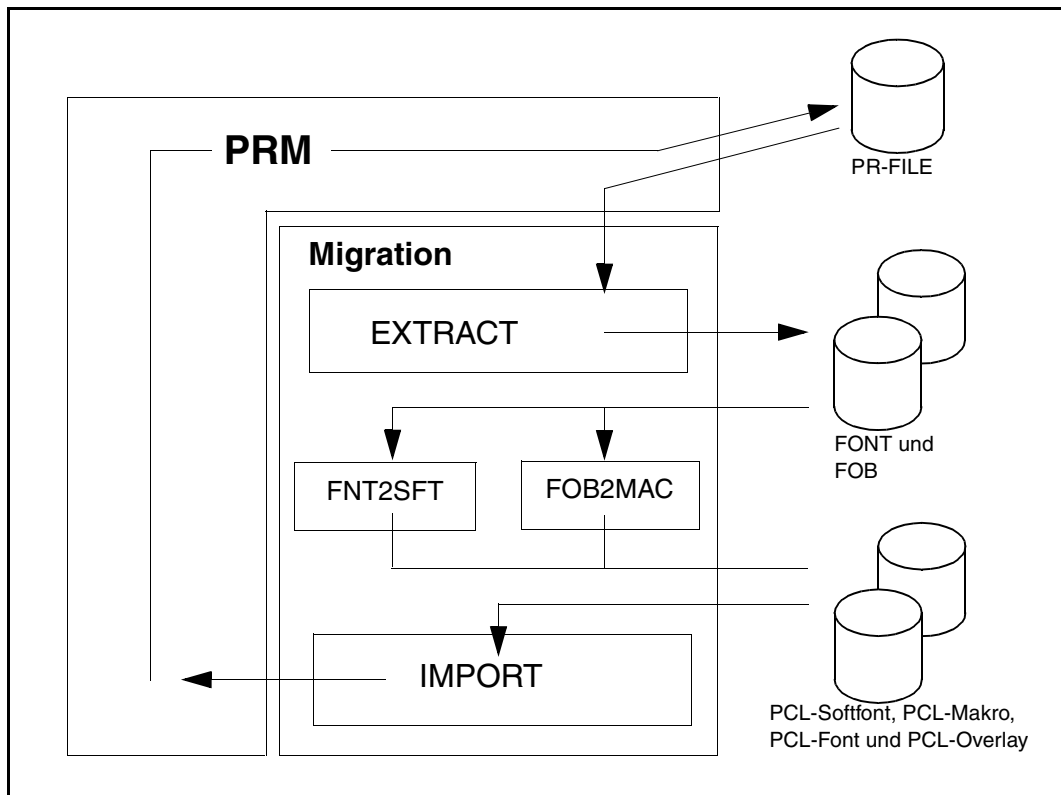 PRM
PR-FILE
Migration
EXTRACT
FONT und
FOB
FNT2SFT
FOB2MAC
IMPORT
PCL-Softfont, PCL-Makro,
PCL-Font und PCL-Overlay